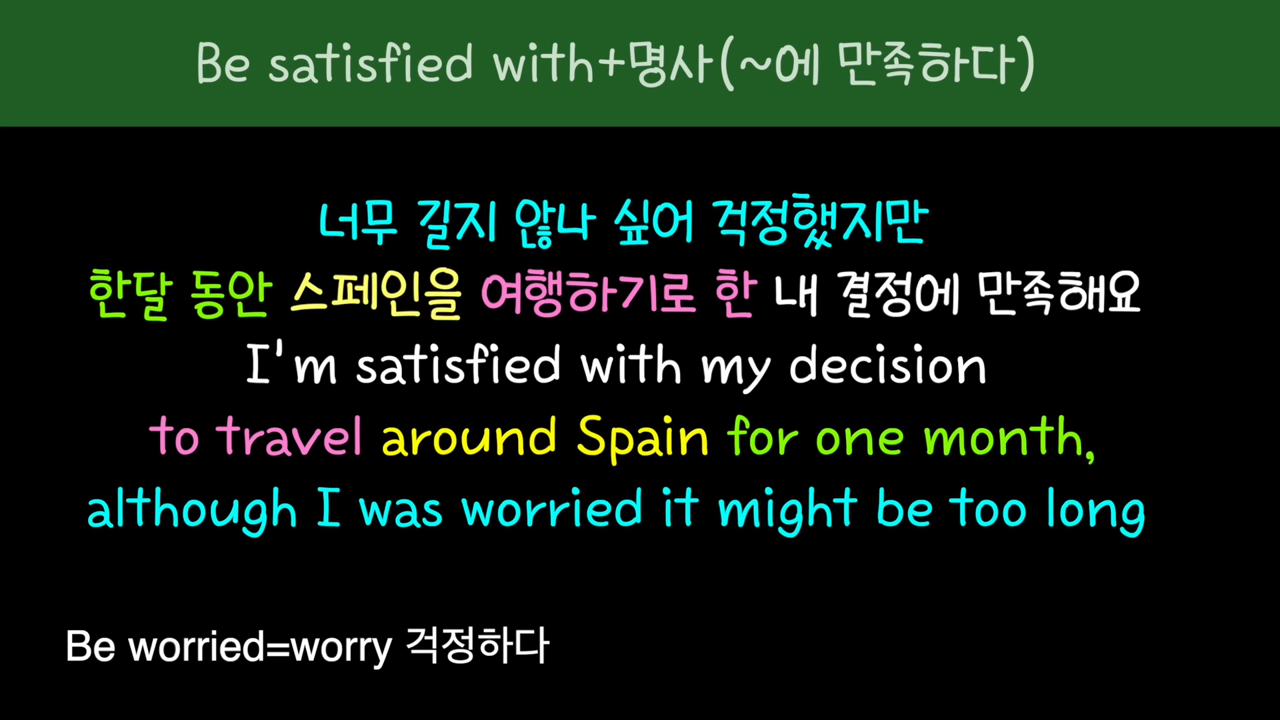 Be satisfied with+명사(~에 만족하다)
너무 길지 않나 싶어 걱정했지만
한달 동안 스페인을 여행하기로 한 내 결정에 만족해요
I'm satisfied with my decision
to travel around Spain for one month,
although I was worried it might be too long
Be worried=worry 걱정하다